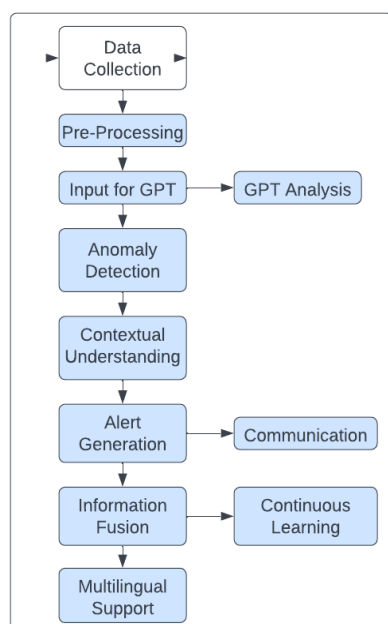 Data
Collection
Pre-Processing
Input for GPT
GPT Analysis
Anomaly
Detection
Contextual
Understanding
Alert
Generation
Communication
Information
Fusion
Continuous
Learning
Multilingual
Support